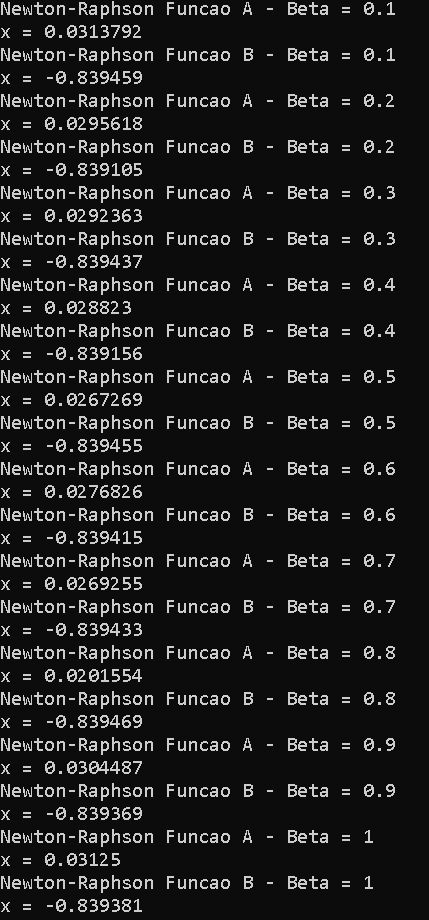 Newton-Raphson Funcao A - Beta = 0.1
x = 0.0313792
Newton-Raphson Funcao B - Beta = 0.1
x = -0.839459
Newton-Raphson Funcao A - Beta = 0.2
x = 0.0295618
Newton-Raphson Funcao B - Beta = 0.2
x = -0.839105
Newton-Raphson Funcao A - Beta = 0.3
x = 0.0292363
Newton-Raphson Funcao B - Beta = 0.3
x = -0.839437
Newton-Raphson Funcao A - Beta = 0.4
x = 0.028823
Newton-Raphson Funcao B - Beta = 0.4
x = -0.839156
Newton-Raphson Funcao A - Beta = 0.5
x = 0.0267269
Newton-Raphson Funcao B - Beta = 0.5
x = -0.839455
Newton-Raphson Funcao A - Beta = 0.6
x = 0.0276826
Newton-Raphson Funcao B - Beta = 0.6
x = -0.839415
Newton-Raphson Funcao A - Beta = 0.7
x = 0.0269255
Newton-Raphson Funcao B - Beta = 0.7
x = -0.839433
Newton-Raphson Funcao A - Beta = 0.8
x = 0.0201554
Newton-Raphson Funcao B - Beta = 0.8
x = -0.839469
Newton-Raphson Funcao A - Beta = 0.9
x = 0.0304487
Newton-Raphson Funcao B - Beta = 0.9
x = -0.839369
Newton-Raphson Funcao A - Beta = 1
x = 0.03125
Newton-Raphson Funcao B - Beta = 1
x = -0.839381